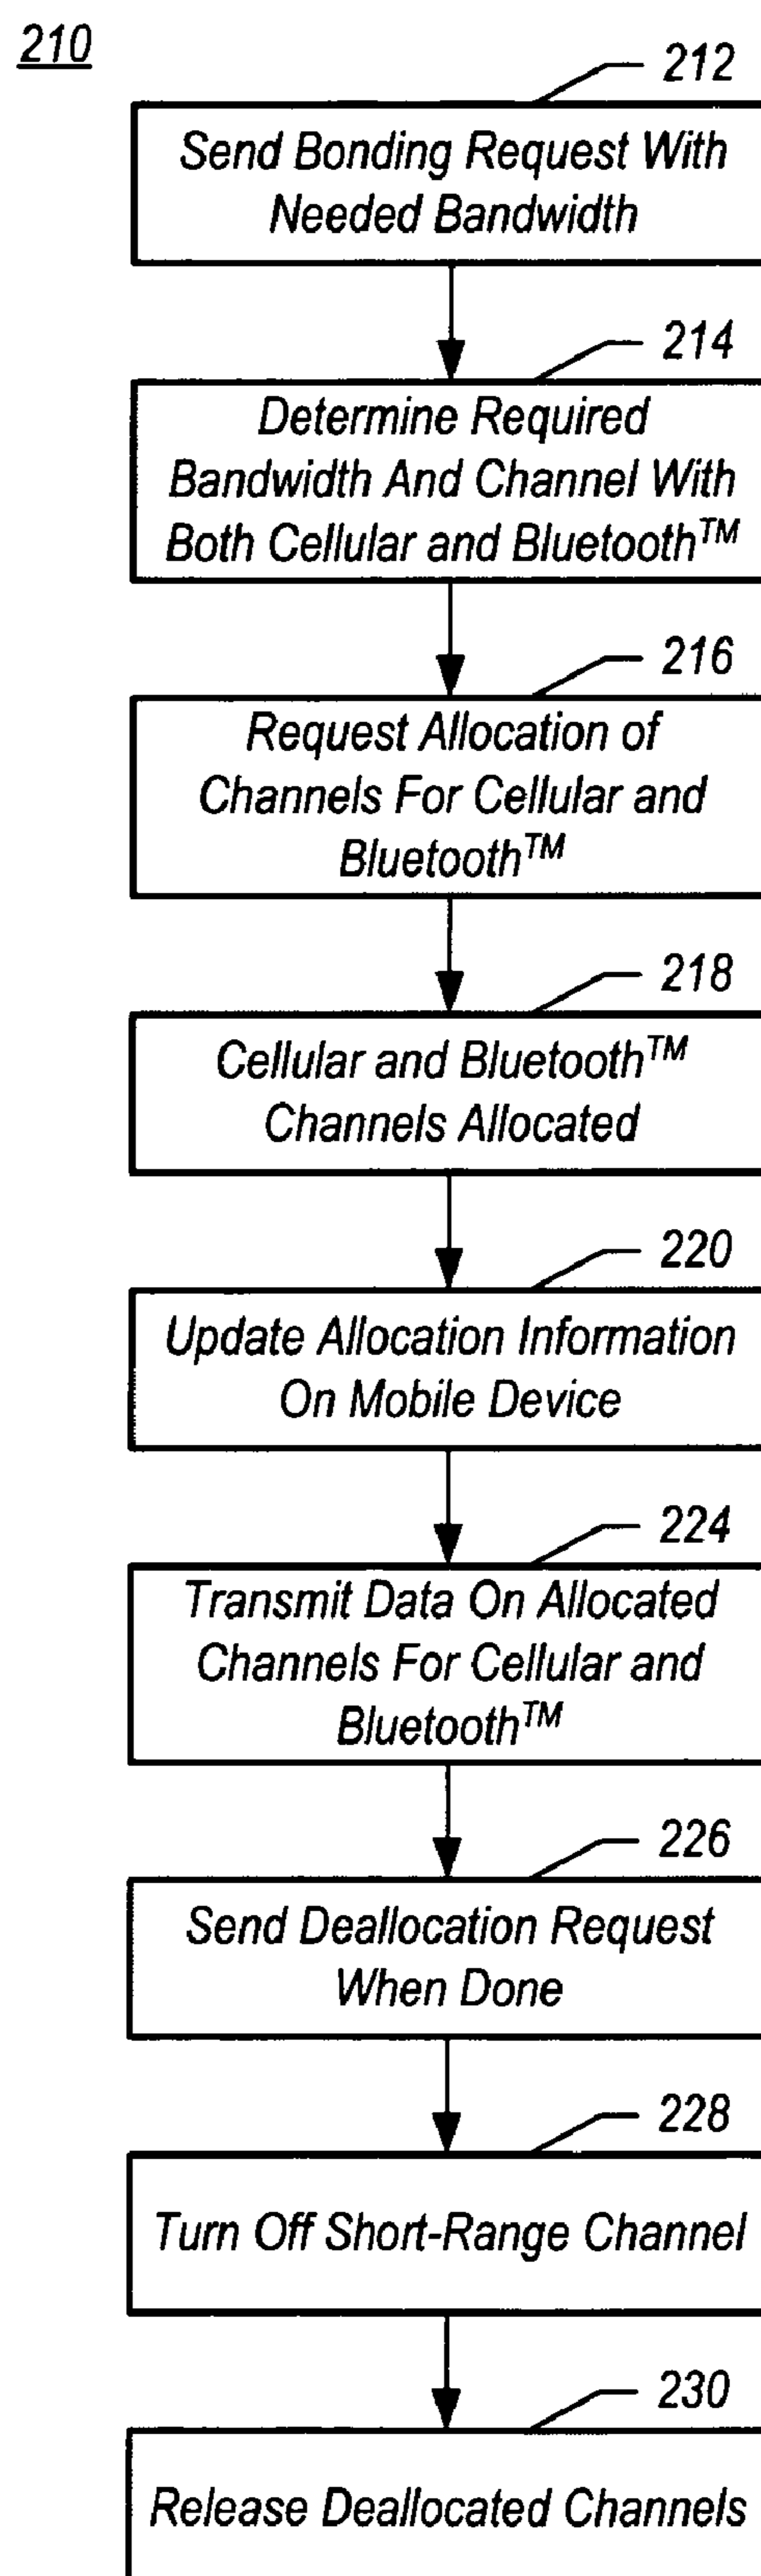 210
212
Send Bonding Request With
Needed Bandwidth
214
Determine Required
Bandwidth And Channel With
Both Cellular and Bluetooth™
216
Request Allocation of
Channels For Cellular and
Bluetooth™
218
Cellular and Bluetooth™
Channels Allocated
220
Update Allocation Information
On Mobile Device
224
Transmit Data On Allocated
Channels For Cellular and
Bluetooth™
226
Send Deallocation Request
When Done
228
Turn Off Short-Range Channel
230
Release Deallocated Channels